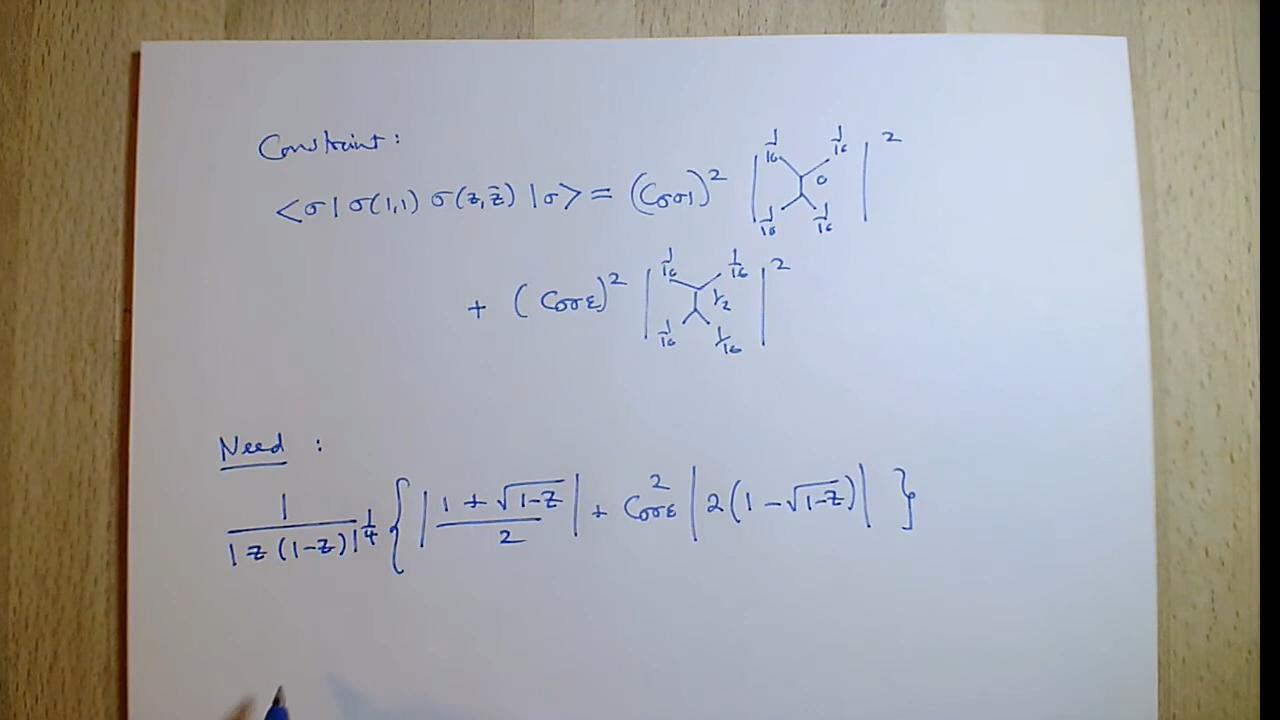 Constraint:
<σ| σ(1,1) σ(z,z̄) |σ> = (Cσσ1)² | 1/16 1/16 0 1/16 1/16 |²
+ (Cσσε)² | 1/16 1/16 1/2 1/16 1/16 |²
Need :
1/|z(1-z)|^{1/4} { | (1 + √(1-z))/2 | + Cσσε² | 2(1-√(1-z)) | }